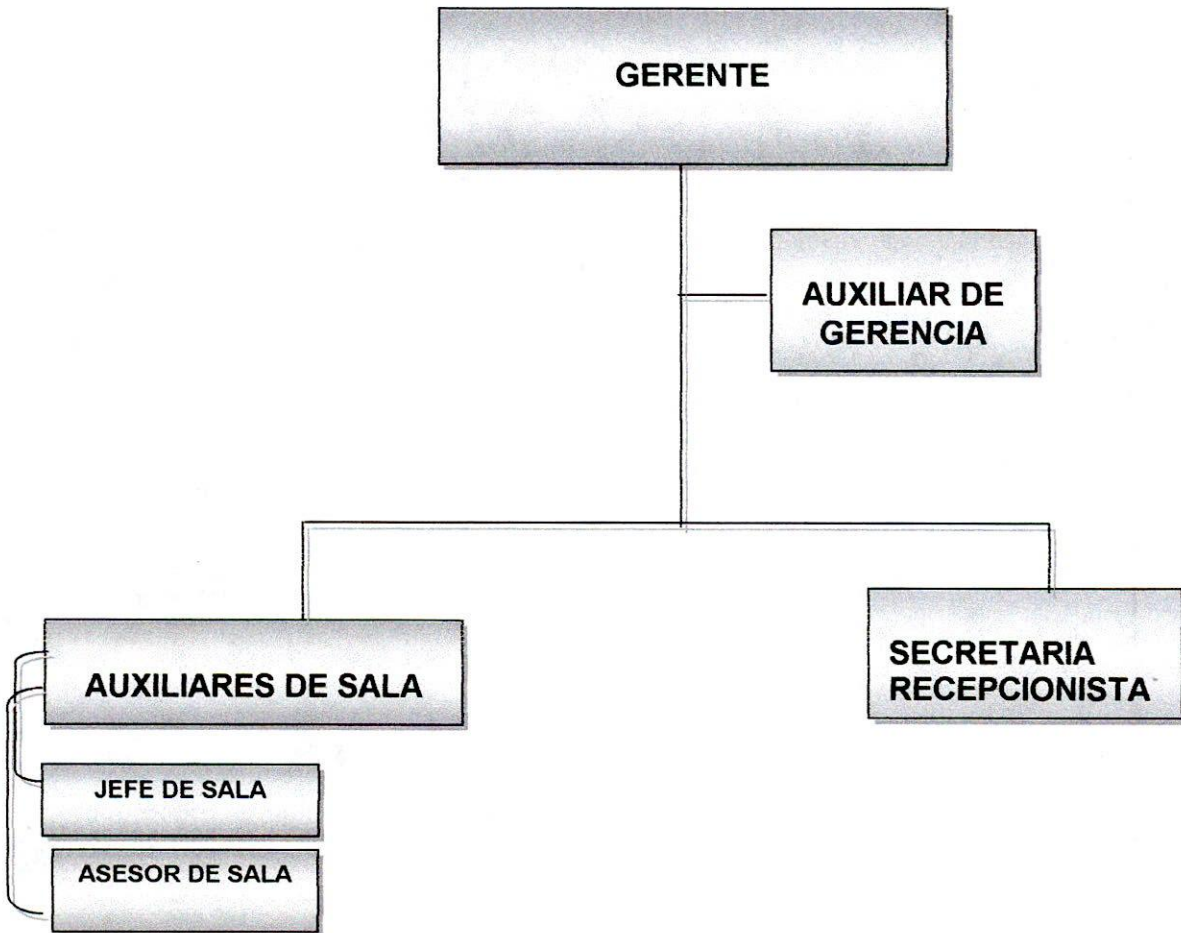 GERENTE
AUXILIAR DE
GERENCIA
AUXILIARES DE SALA
SECRETARIA
RECEPCIONISTA
JEFE DE SALA
ASESOR DE SALA